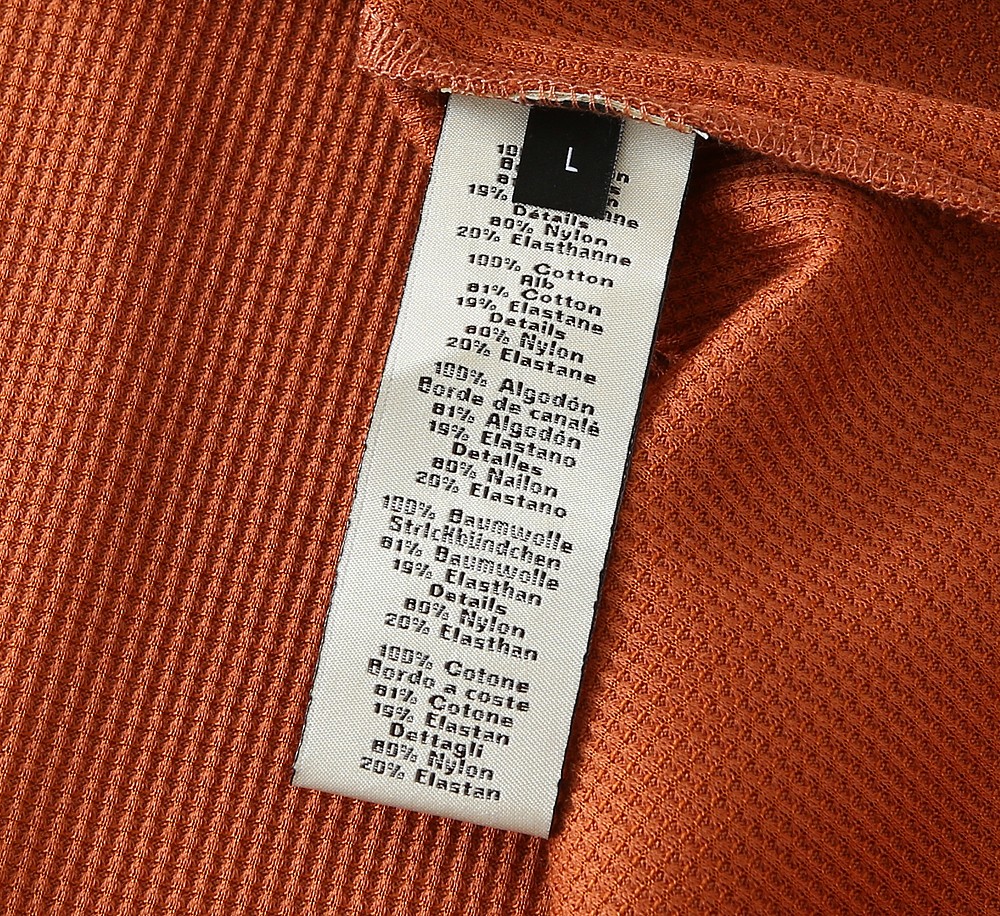 L
19%
Détails
80% Nylon
20% Elasthanne
100% Cotton
Rib
81% Cotton
19% Elastane
Details
80% Nylon
20% Elastane
100% Algodón
Borde de canalé
81% Algodón
19% Elastano
Detalles
80% Nailon
20% Elastano
100% Baumwolle
Strickbündchen
81% Baumwolle
19% Elasthan
Details
80% Nylon
20% Elasthan
100% Cotone
Bordo a coste
81% Cotone
19% Elastan
Dettagli
80% Nylon
20% Elastan